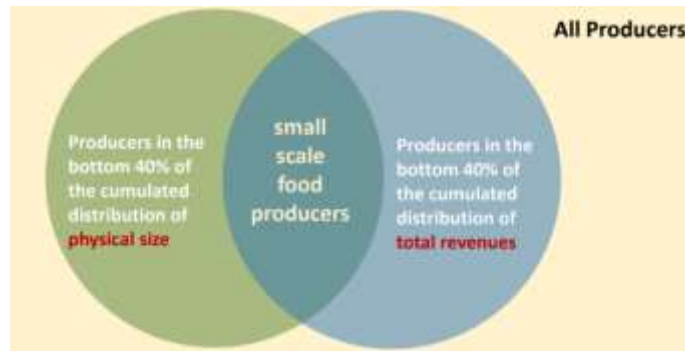 All Producers
Producers in the
bottom 40% of
the cumulated
distribution of
physical size
small
scale
food
producers
Producers in the
bottom 40% of
the cumulated
distribution of
total revenues